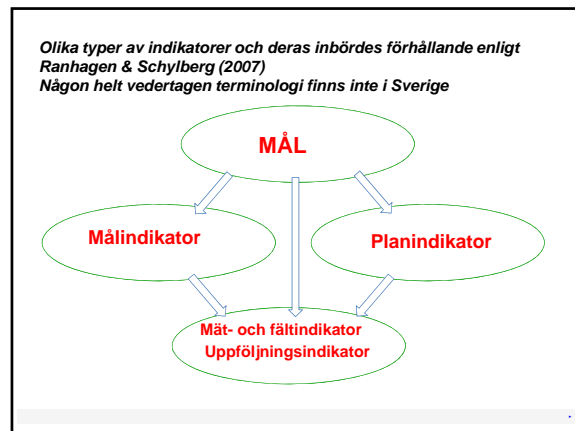 Olika typer av indikatorer och deras inbördes förhållande enligt
Ranhagen & Schylberg (2007)
Någon helt vedertagen terminologi finns inte i Sverige
MÅL
Målindikator
Planindikator
Mät- och fältindikator
Uppföljningsindikator